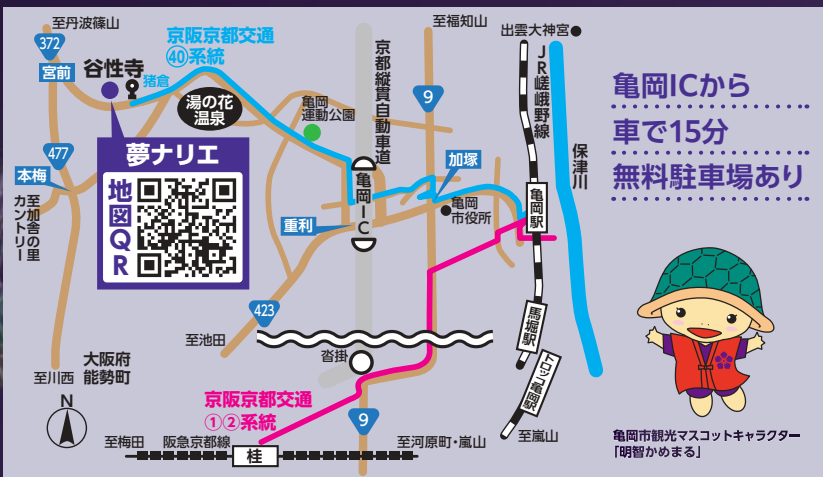 至丹波篠山
372
宮前
谷性寺
猪倉
京阪京都交通
㊵系統
湯の花
温泉
亀岡
運動公園
京都縦貫自動車道
至福知山
9
出雲大神宮
JR嵯峨野線
保津川
477
本梅
至加舎の里
カントリー
夢ナリエ
地図QR
加塚
亀岡IC
亀岡
市役所
亀岡駅
重利
423
至池田
馬堀駅
トロッコ亀岡駅
沓掛
大阪府
能勢町
至川西
N
京阪京都交通
①②系統
9
至梅田
阪急京都線
桂
至河原町・嵐山
至嵐山
亀岡ICから
車で15分
無料駐車場あり
亀岡市観光マスコットキャラクター
「明智かめまる」